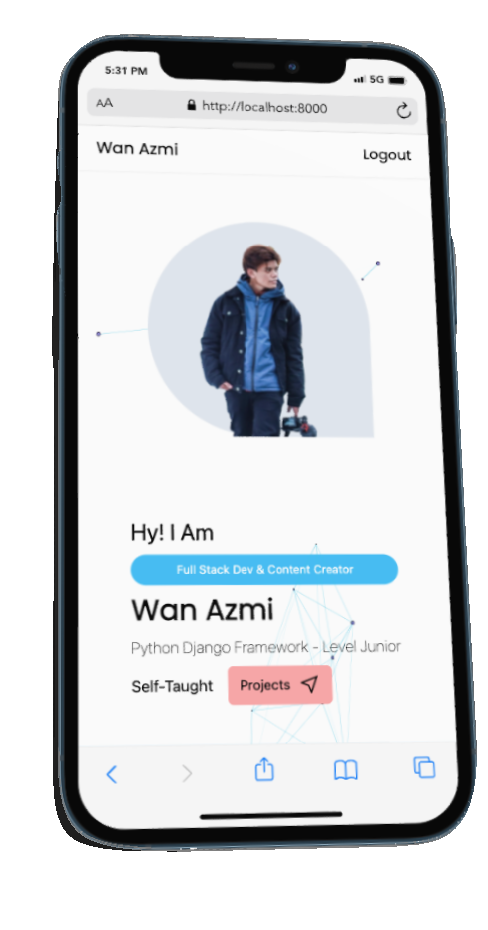 5:31 PM 5G
AA http://localhost:8000
Wan Azmi Logout
Hy! I Am
Full Stack Dev & Content Creator
Wan Azmi
Python Django Framework - Level Junior
Self-Taught Projects